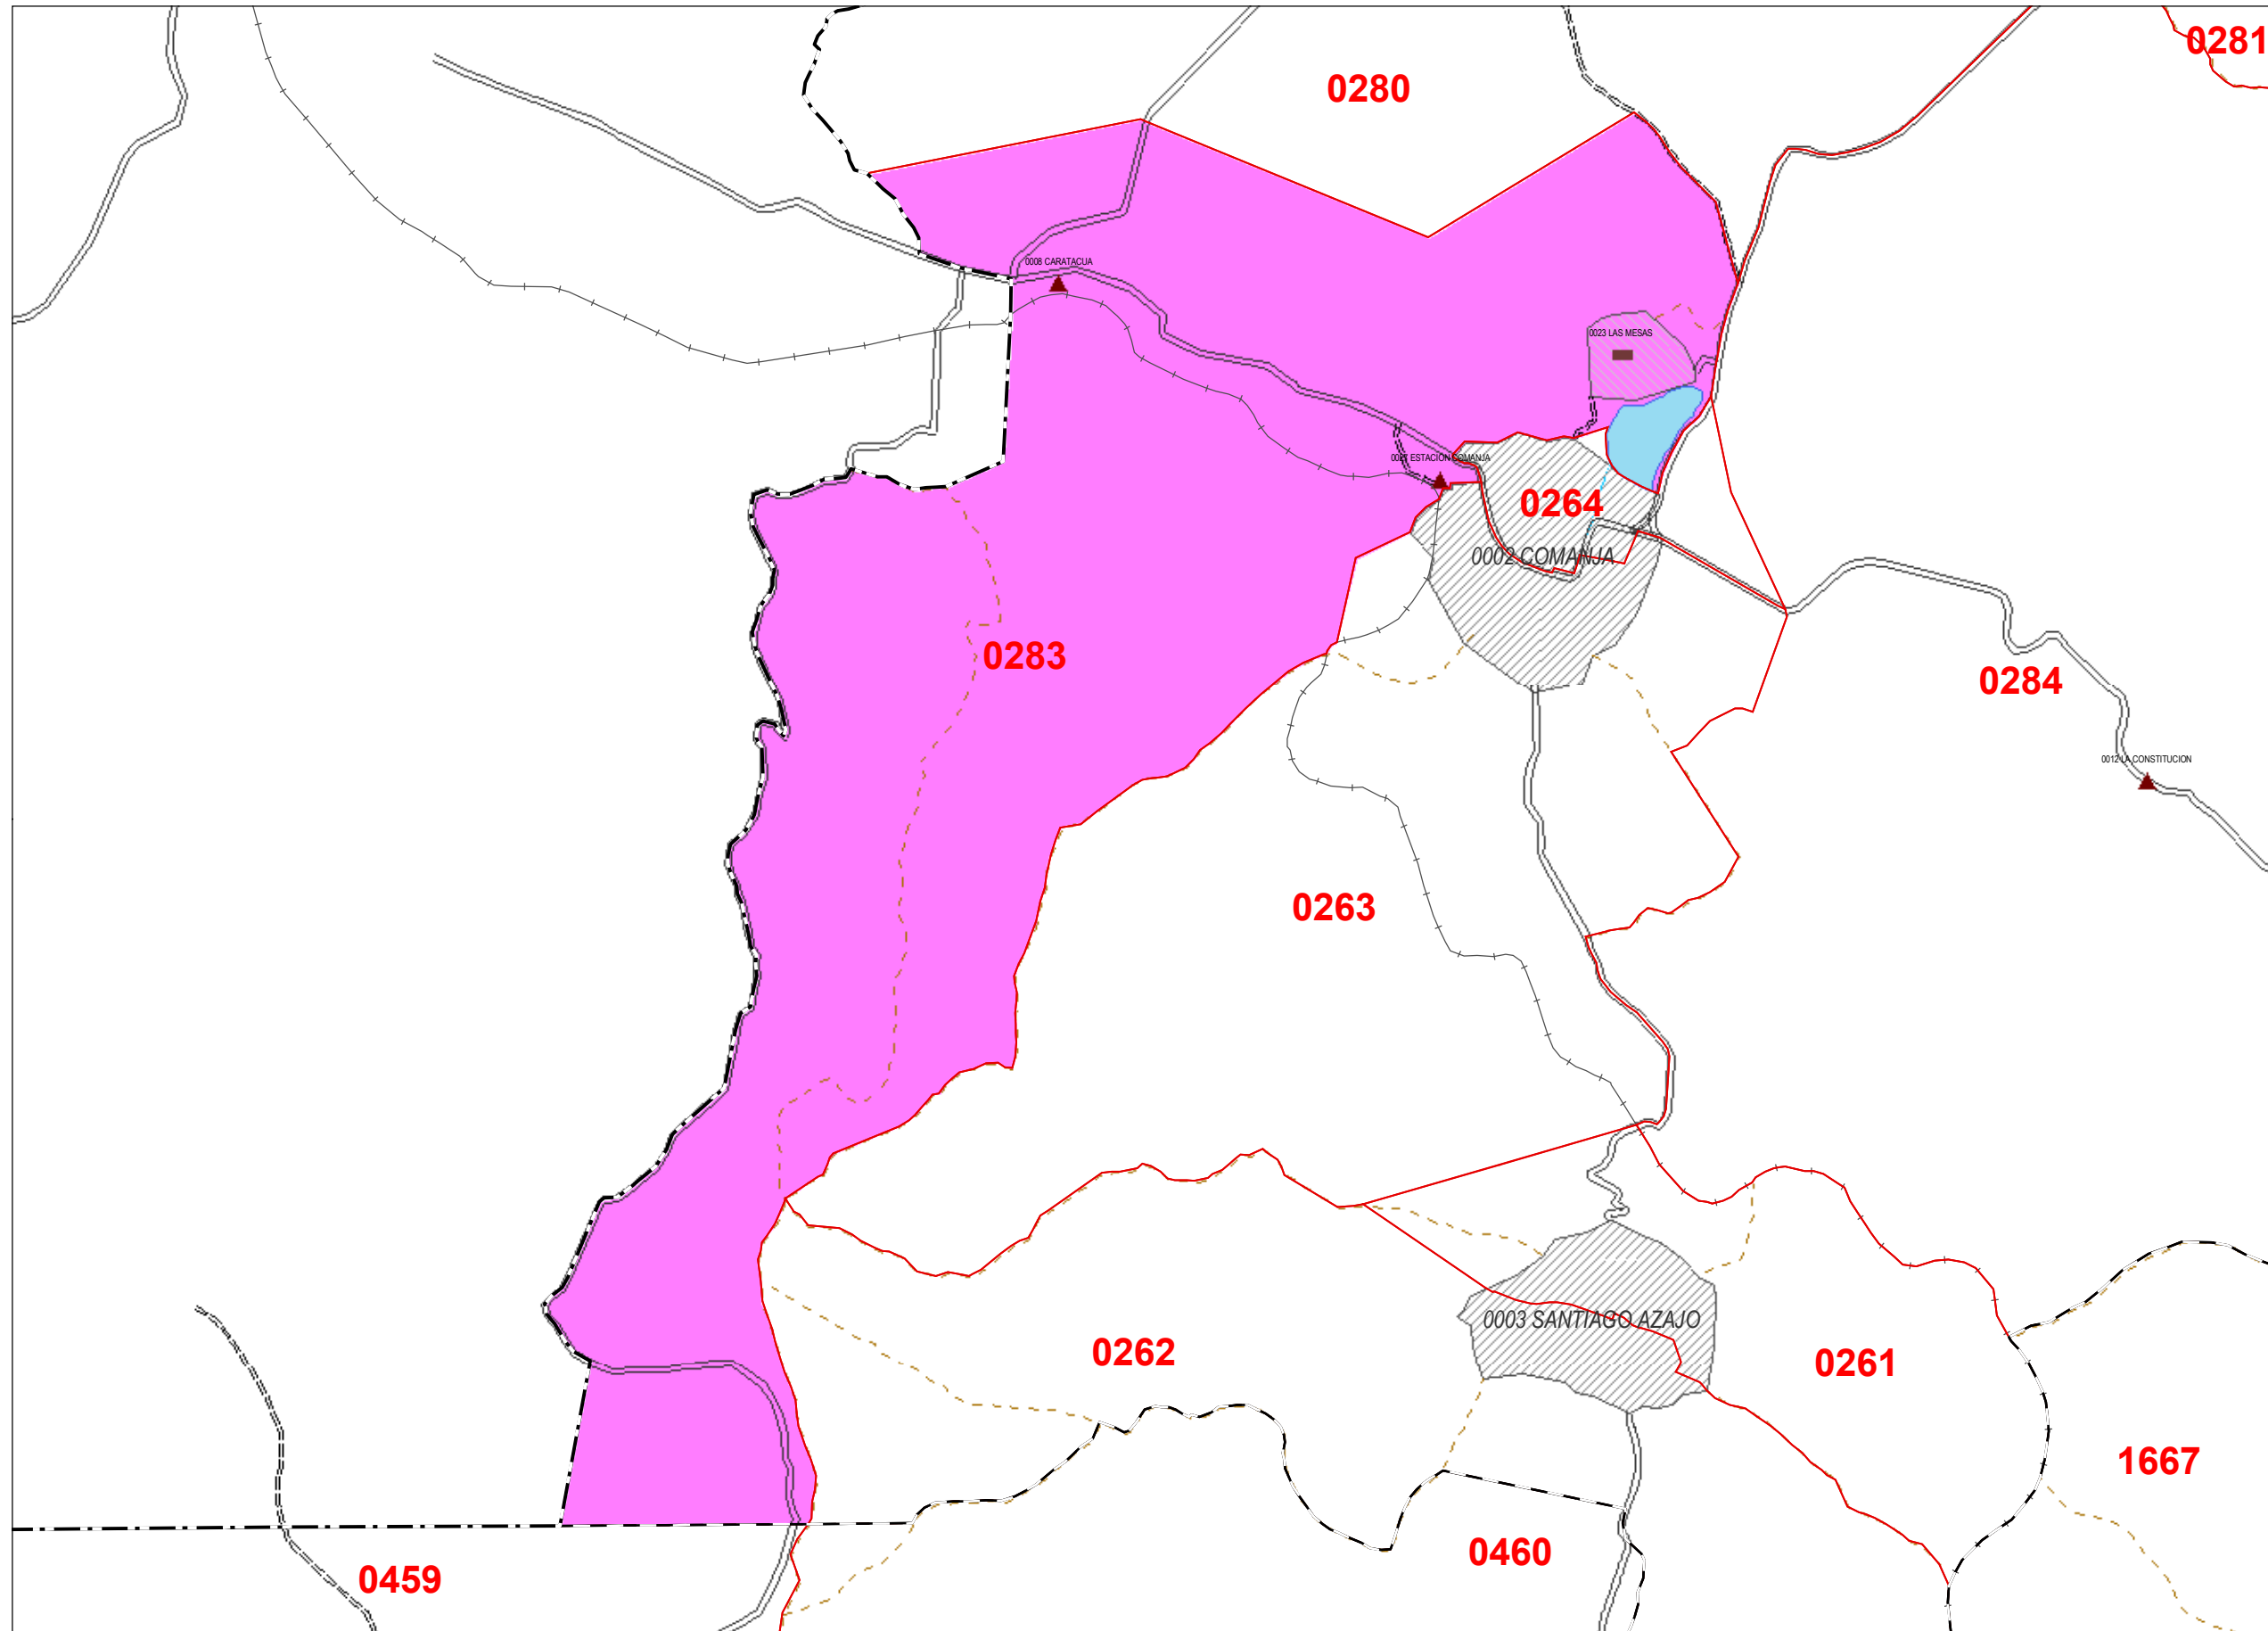 0281
0280
0008 CARATACUA
0023 LAS MESAS
0021 ESTACION COMANJA
0264
0002 COMANJA
0283
0284
0012 LA CONSTITUCION
0263
0003 SANTIAGO AZAJO
0262
0261
1667
0460
0459